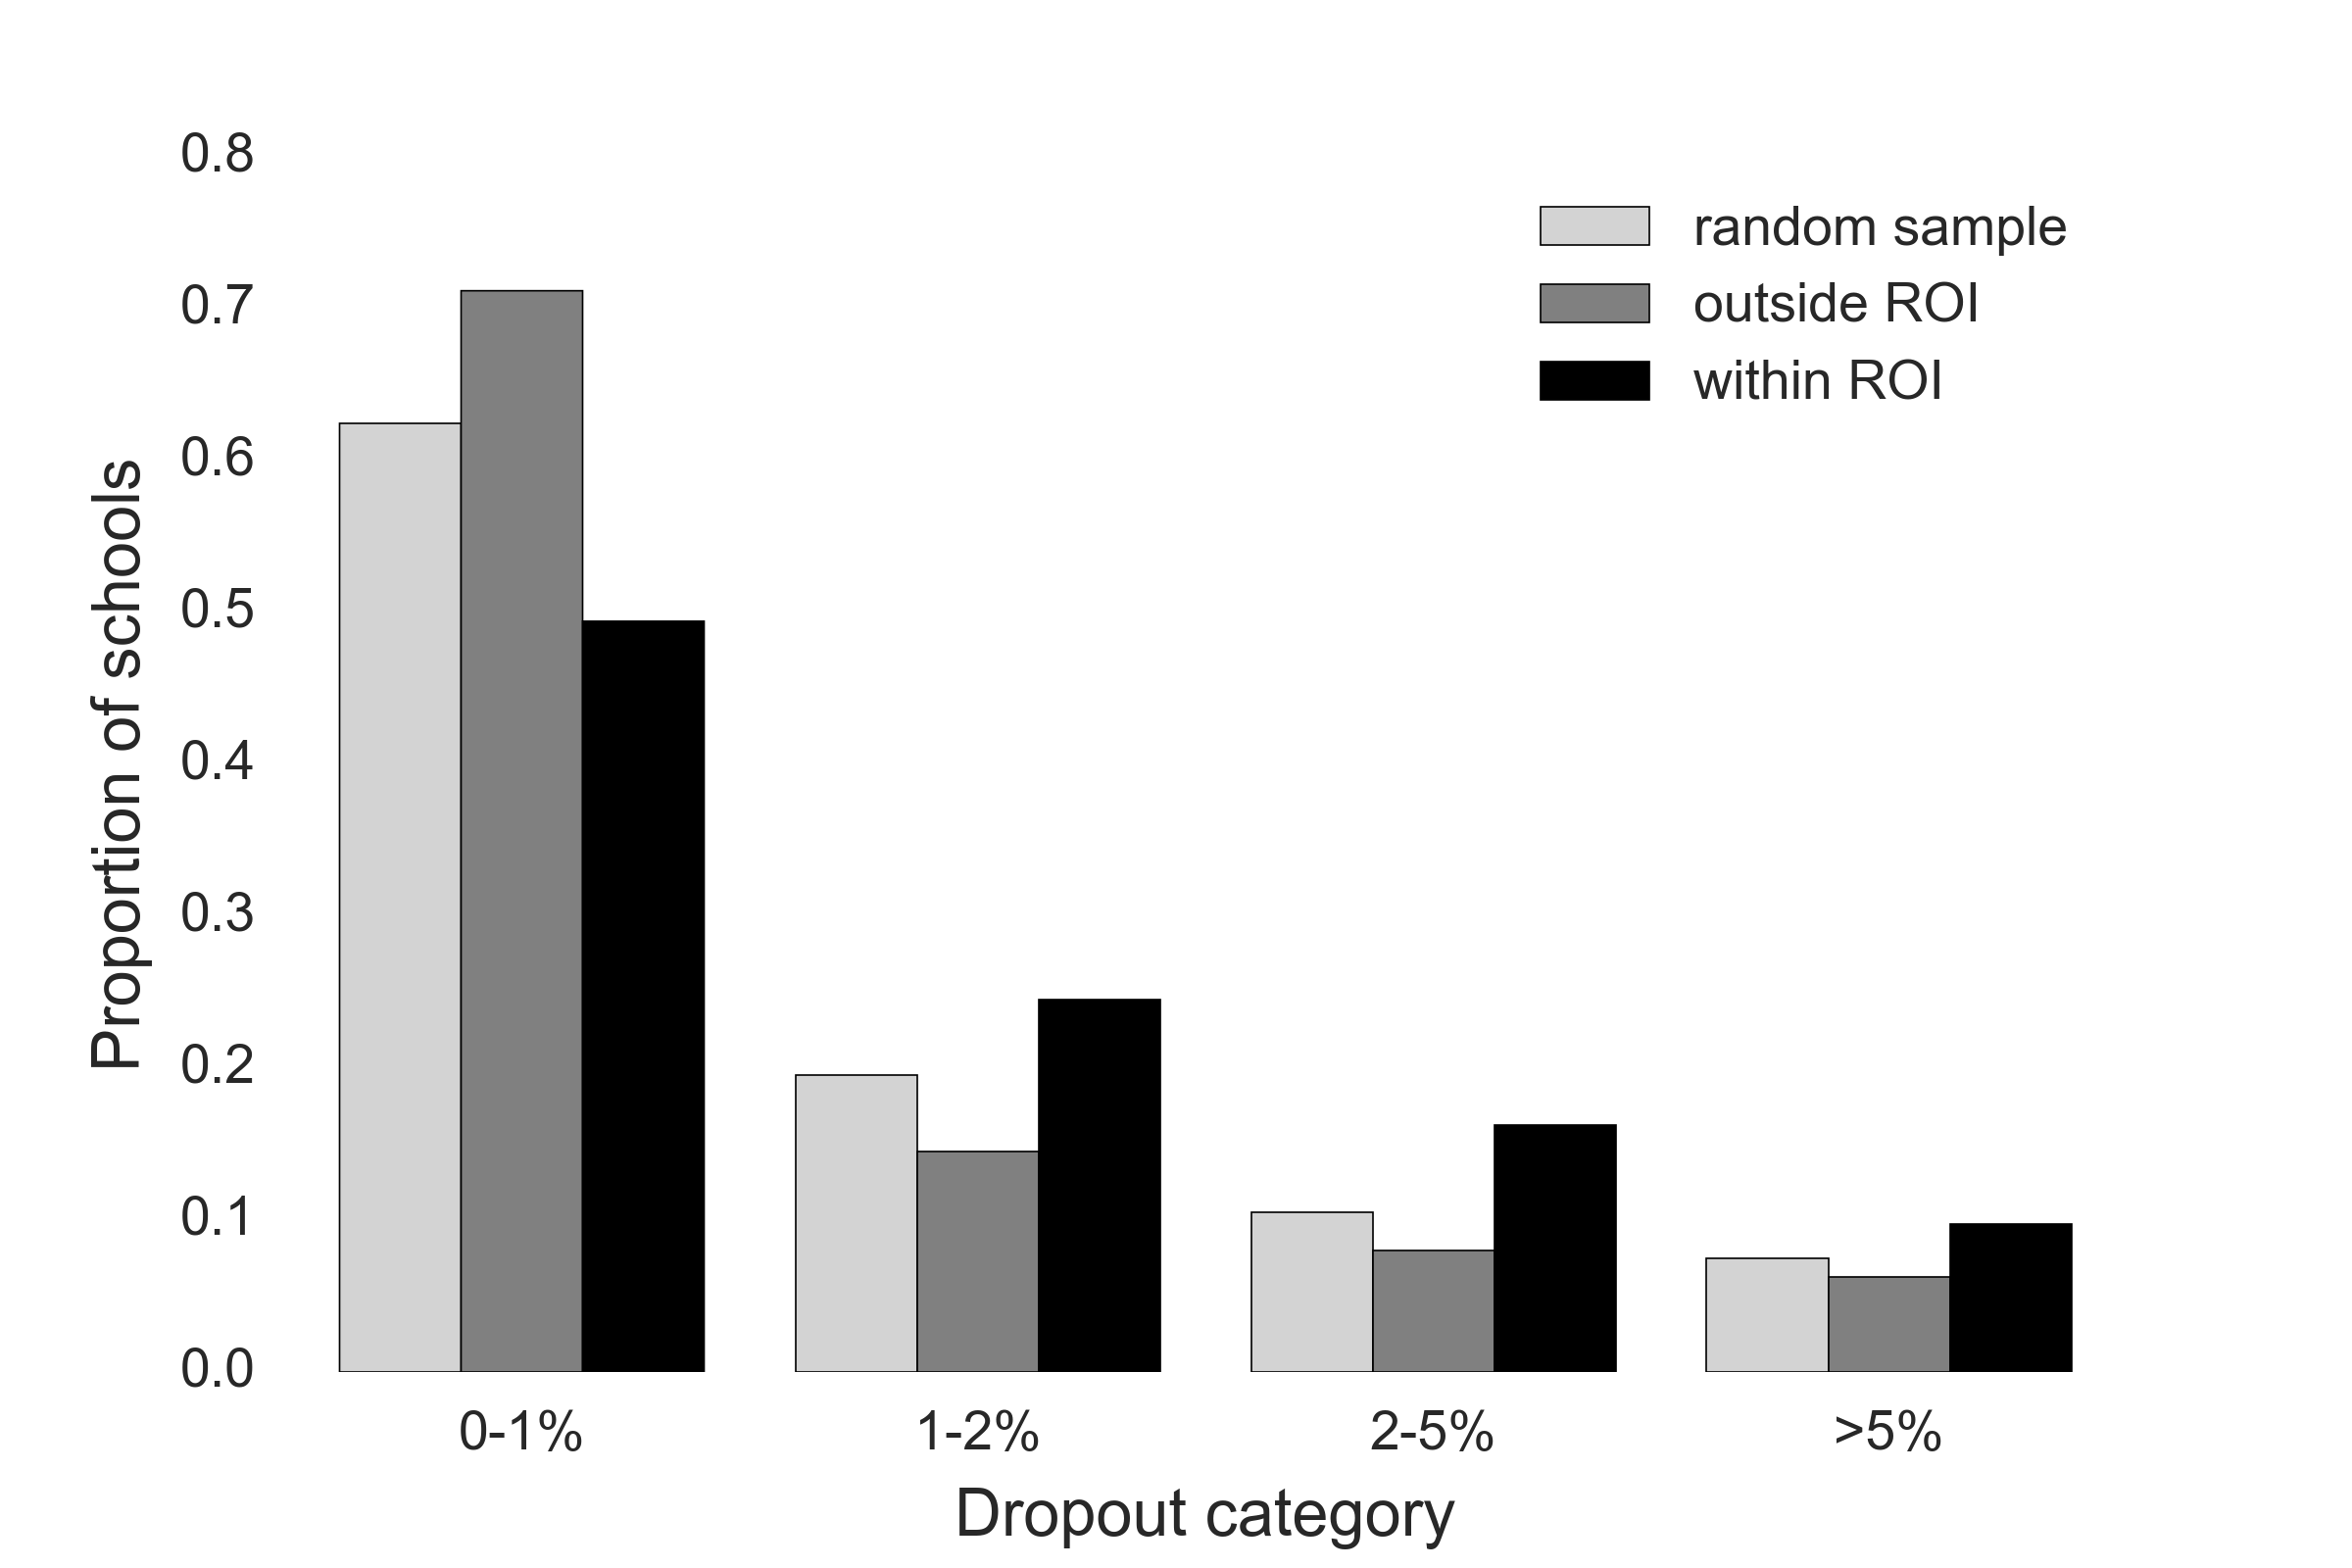 0.8
0.7
0.6
0.5
0.4
0.3
0.2
0.1
0.0
Proportion of schools
random sample
outside ROI
within ROI
0-1%
1-2%
2-5%
>5%
Dropout category